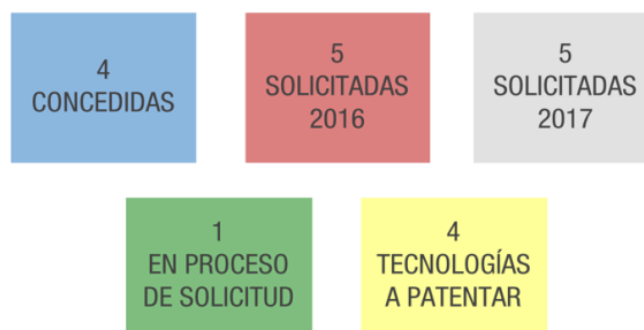 4
CONCEDIDAS
5
SOLICITADAS
2016
5
SOLICITADAS
2017
1
EN PROCESO
DE SOLICITUD
4
TECNOLOGÍAS
A PATENTAR